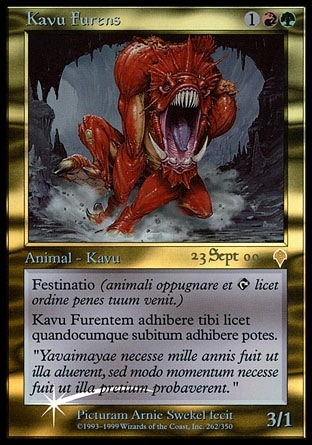 Kavu Furens 1
Animal - Kavu 23 Sept 00
Festinatio (animali oppugnare et licet
ordine penes tuum venit.)
Kavu Furentem adhibere tibi licet
quandocumque subitum adhibere potes.
"Yavaimayae necesse mille annis fuit ut
illa aluerent, sed modo momentum necesse
fuit ut illa pretium probaverent."
Picturam Arnie Swekel fecit
©1993-1999 Wizards of the Coast, Inc. 262/350
3/1